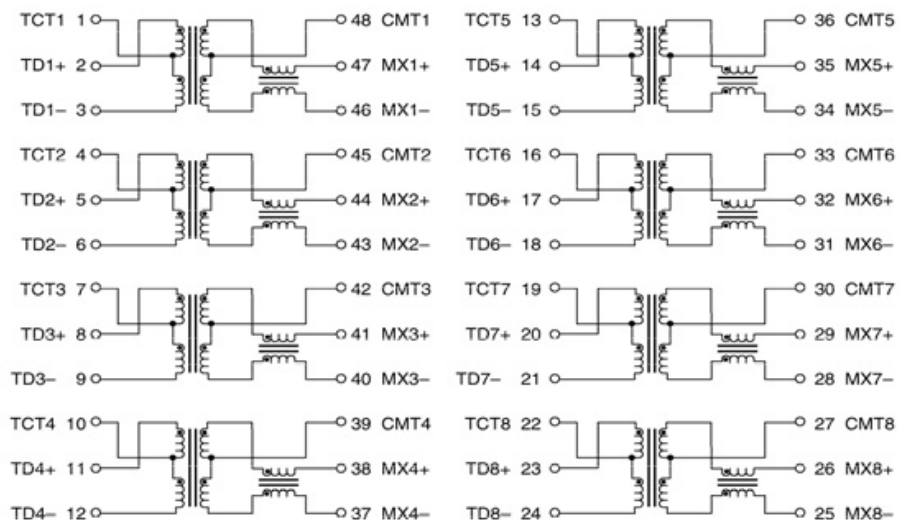 TCT1 1 48 CMT1 TCT5 13 36 CMT5
TD1+ 2 47 MX1+ TD5+ 14 35 MX5+
TD1– 3 46 MX1– TD5– 15 34 MX5–
TCT2 4 45 CMT2 TCT6 16 33 CMT6
TD2+ 5 44 MX2+ TD6+ 17 32 MX6+
TD2– 6 43 MX2– TD6– 18 31 MX6–
TCT3 7 42 CMT3 TCT7 19 30 CMT7
TD3+ 8 41 MX3+ TD7+ 20 29 MX7+
TD3– 9 40 MX3– TD7– 21 28 MX7–
TCT4 10 39 CMT4 TCT8 22 27 CMT8
TD4+ 11 38 MX4+ TD8+ 23 26 MX8+
TD4– 12 37 MX4– TD8– 24 25 MX8–